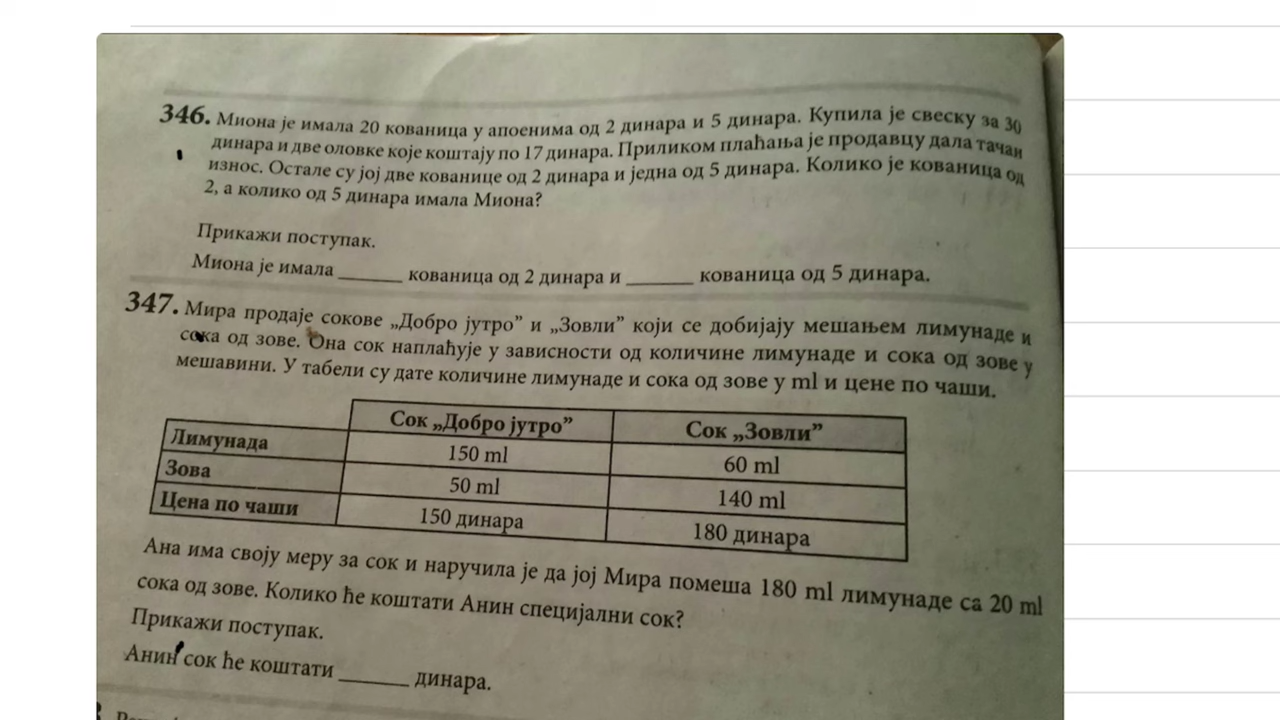 346. Миона је имала 20 кованица у апоенима од 2 динара и 5 динара. Купила је свеску за 30
динара и две оловке које коштају по 17 динара. Приликом плаћања је продавцу дала тачан
износ. Остале су јој две кованице од 2 динара и једна од 5 динара. Колико је кованица од
2, а колико од 5 динара имала Миона?
Прикажи поступак.
Миона је имала ______ кованица од 2 динара и ______ кованица од 5 динара.
347. Мира продаје сокове „Добро јутро” и „Зовли” који се добијају мешањем лимунаде и
сока од зове. Она сок наплаћује у зависности од количине лимунаде и сока од зове у
мешавини. У табели су дате количине лимунаде и сока од зове у ml и цене по чаши.
Сок „Добро јутро” Сок „Зовли”
Лимунада 150 ml 60 ml
Зова 50 ml 140 ml
Цена по чаши 150 динара 180 динара
Ана има своју меру за сок и наручила је да јој Мира помеша 180 ml лимунаде са 20 ml
сока од зове. Колико ће коштати Анин специјални сок?
Прикажи поступак.
Анин сок ће коштати ______ динара.